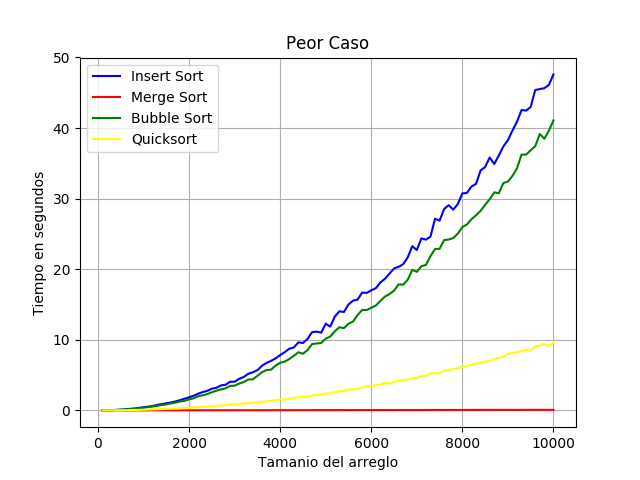 Peor Caso
Insert Sort
Merge Sort
Bubble Sort
Quicksort
Tiempo en segundos
50
40
30
20
10
0
0 2000 4000 6000 8000 10000
Tamanio del arreglo